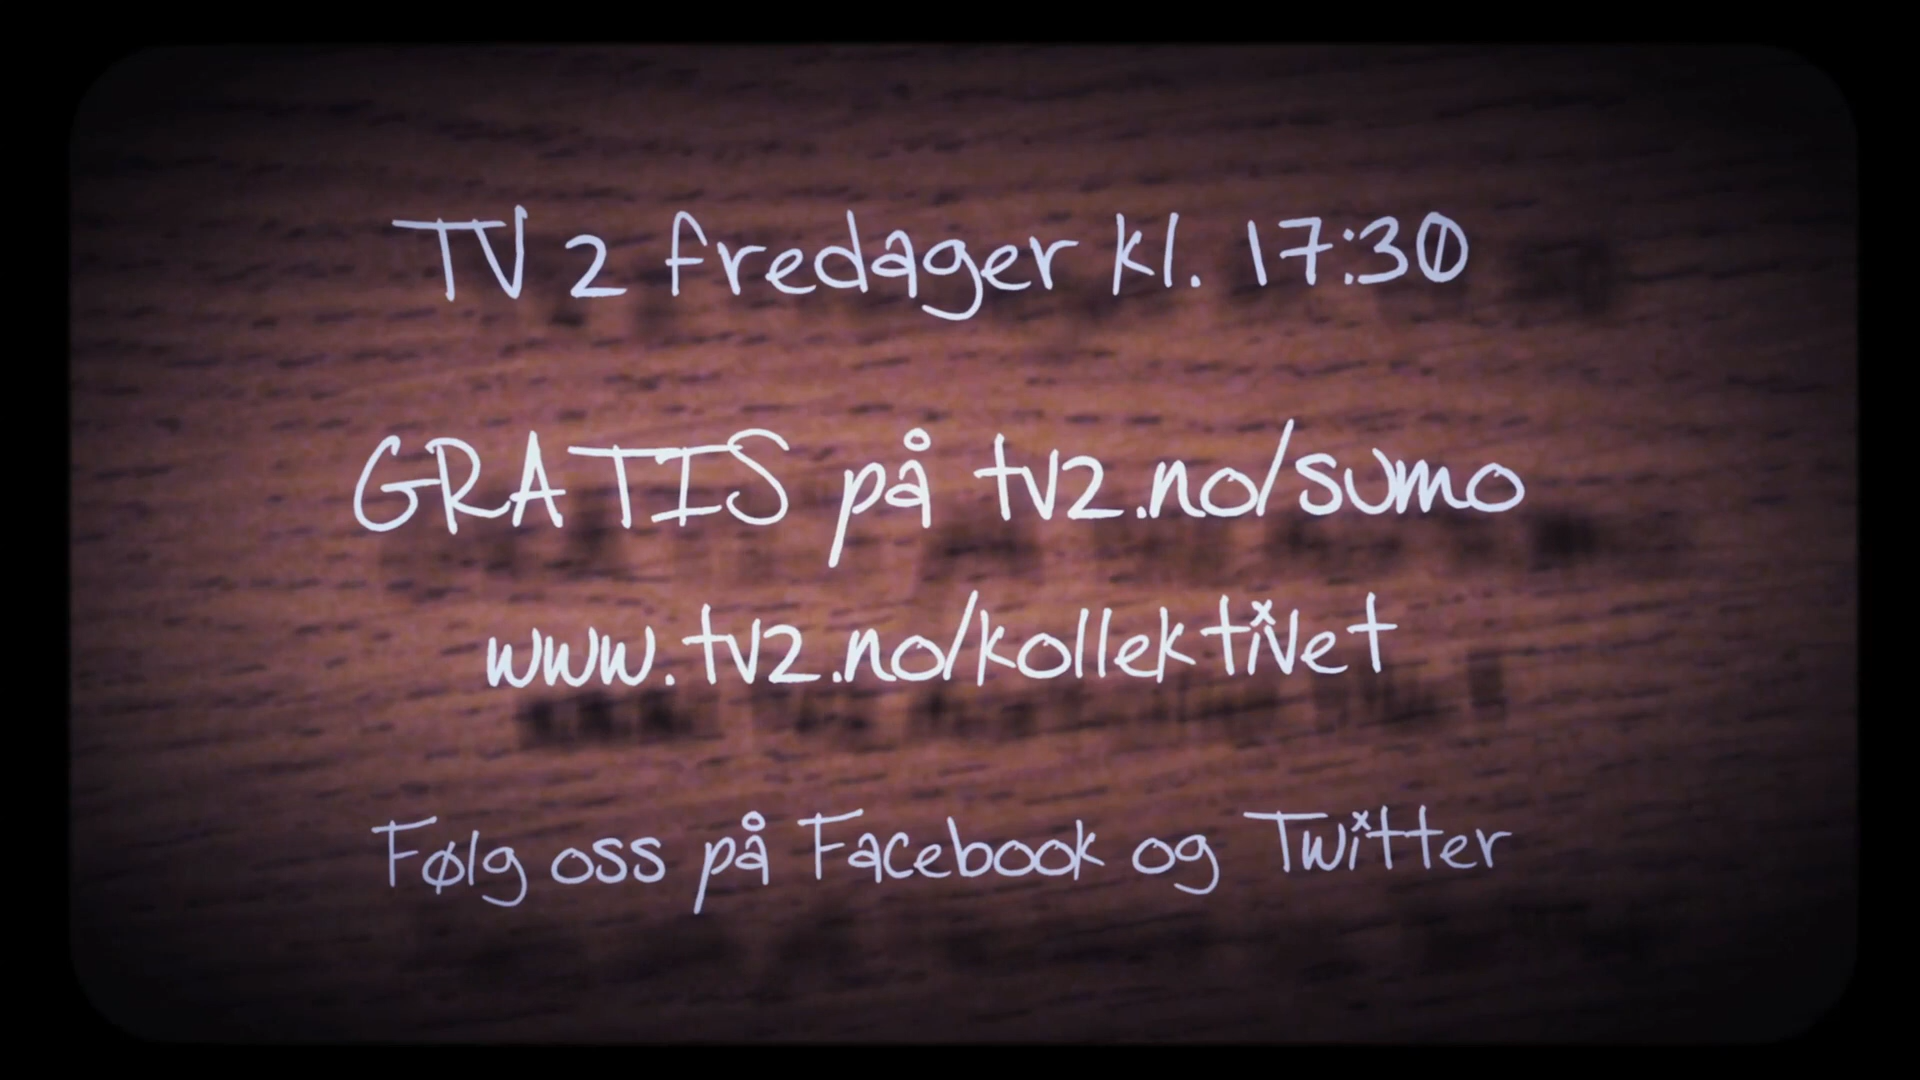 TV 2 fredager kl. 17:30
GRATIS på tv2.no/sumo
www.tv2.no/kollektivet
Følg oss på Facebook og Twitter